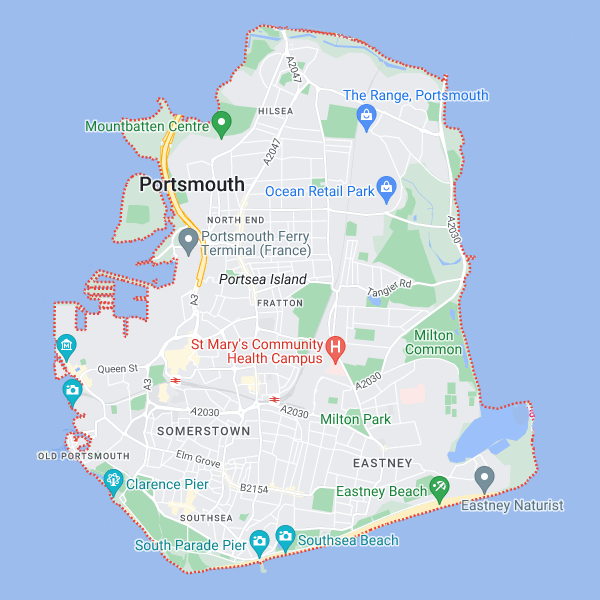 A2047
The Range, Portsmouth
HILSEA
Mountbatten Centre
A2047
Portsmouth
Ocean Retail Park
NORTH END
A2030
Portsmouth Ferry
Terminal (France)
Portsea Island
Tangier Rd
A3
FRATTON
Milton
Common
St Mary's Community
Health Campus
H
Queen St
A3
A2030
A2030
A2030
Milton Park
SOMERSTOWN
OLD PORTSMOUTH
Elm Grove
EASTNEY
Clarence Pier
B2154
Eastney Beach
Eastney Naturist
SOUTHSEA
South Parade Pier
Southsea Beach